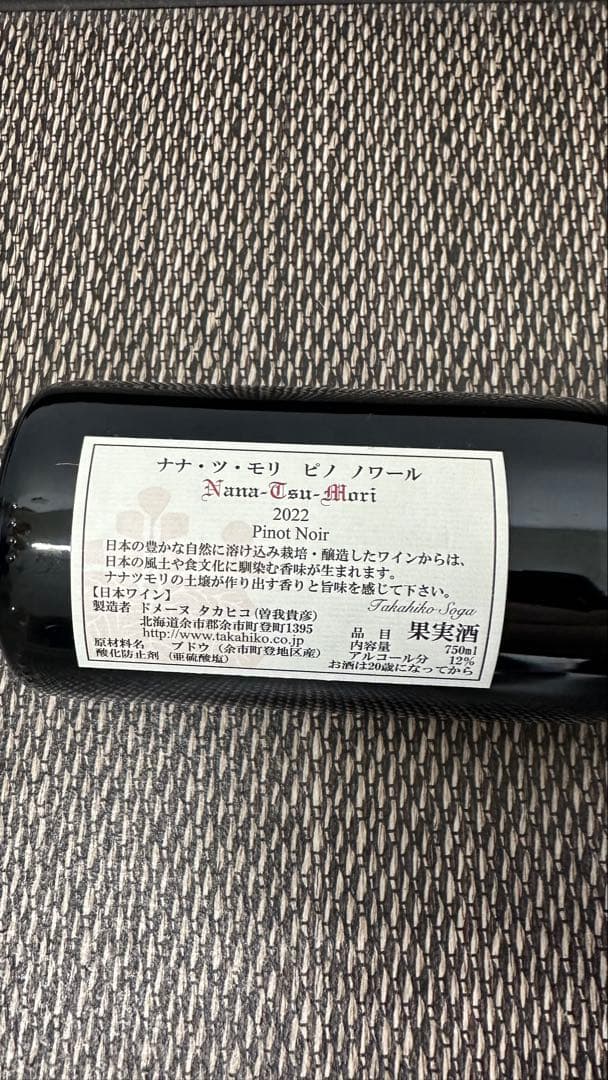 ナナ・ツ・モリ ピノ ノワール
Nana-Tsu-Mori
2022
Pinot Noir
日本の豊かな自然に溶け込み栽培・醸造したワインからは、
日本の風土や食文化に馴染む香味が生まれます。
ナナツモリの土壌が作り出す香りと旨味を感じて下さい。
Takahiko Soga
【日本ワイン】
製造者 ドメーヌ タカヒコ(曽我貴彦)
北海道余市郡余市町登町1395
http://www.takahiko.co.jp
原材料名 ブドウ(余市町登地区産)
酸化防止剤(亜硫酸塩)
品目 果実酒
内容量 750ml
アルコール分 12%
お酒は20歳になってから